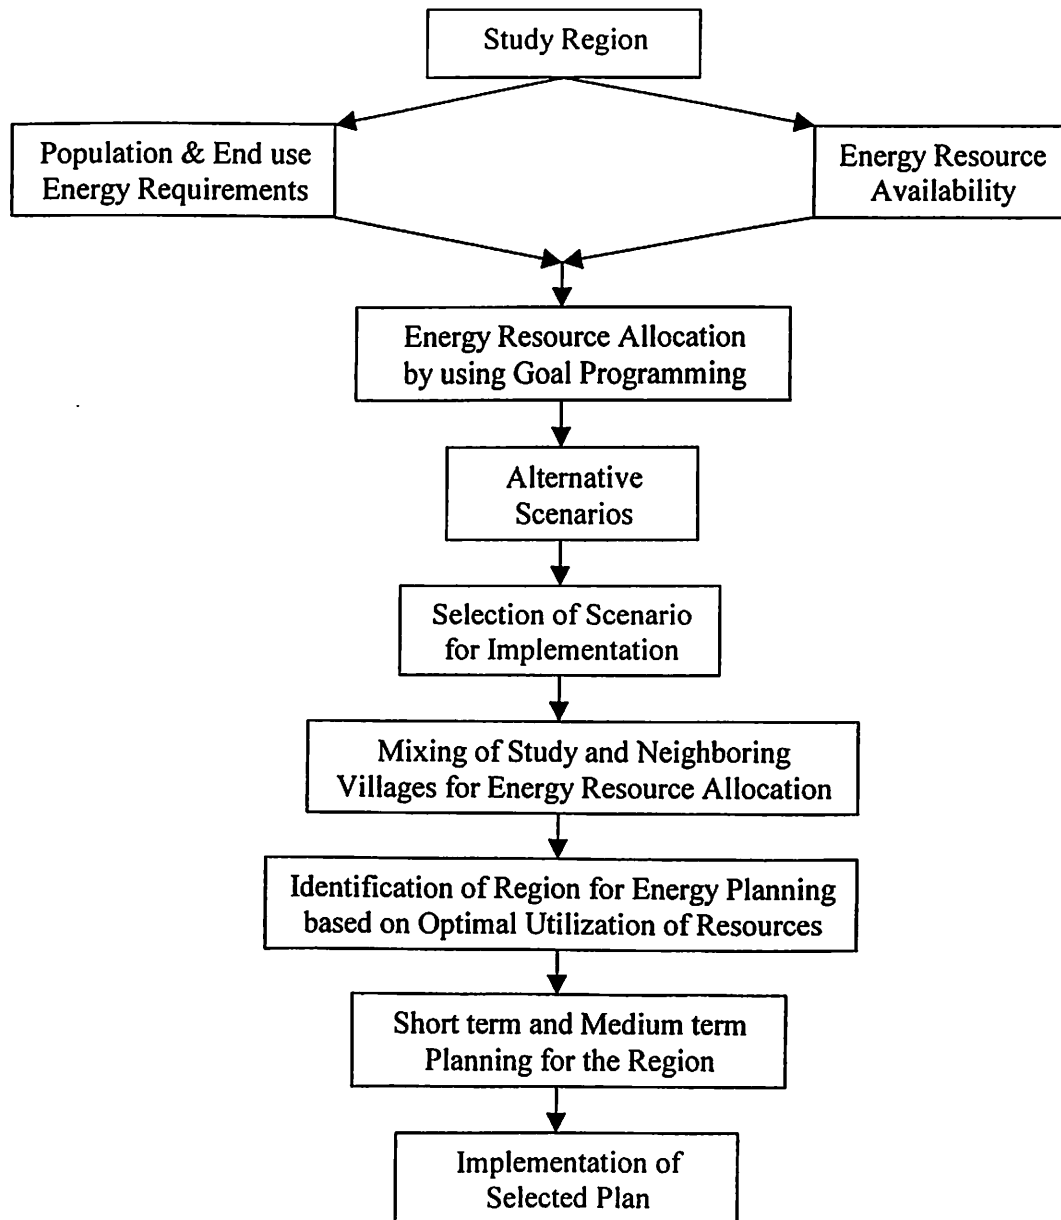 Study Region
Population & End use
Energy Requirements
Energy Resource
Availability
Energy Resource Allocation
by using Goal Programming
Alternative
Scenarios
Selection of Scenario
for Implementation
Mixing of Study and Neighboring
Villages for Energy Resource Allocation
Identification of Region for Energy Planning
based on Optimal Utilization of Resources
Short term and Medium term
Planning for the Region
Implementation of
Selected Plan